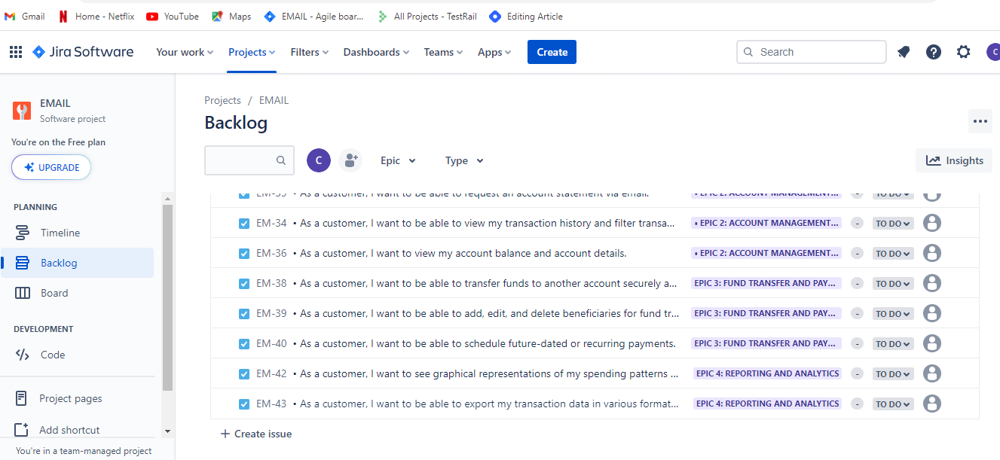 Gmail
Home - Netflix
YouTube
Maps
EMAIL - Agile boar...
All Projects - TestRail
Editing Article
Jira Software
Your work
Projects
Filters
Dashboards
Teams
Apps
Create
Search
C
EMAIL
Software project
You're on the Free plan
UPGRADE
PLANNING
Timeline
Backlog
Board
DEVELOPMENT
Code
Project pages
Add shortcut
You're in a team-managed project
Projects / EMAIL
Backlog
C
Epic
Type
Insights
• As a customer, I want to be able to request an account statement via email. • EPIC 2: ACCOUNT MANAGEMENT... - TO DO
EM-34 • As a customer, I want to be able to view my transaction history and filter transa... • EPIC 2: ACCOUNT MANAGEMENT... - TO DO
EM-36 • As a customer, I want to view my account balance and account details. • EPIC 2: ACCOUNT MANAGEMENT... - TO DO
EM-38 • As a customer, I want to be able to transfer funds to another account securely a... EPIC 3: FUND TRANSFER AND PAY... - TO DO
EM-39 • As a customer, I want to be able to add, edit, and delete beneficiaries for fund tr... EPIC 3: FUND TRANSFER AND PAY... - TO DO
EM-40 • As a customer, I want to be able to schedule future-dated or recurring payments. EPIC 3: FUND TRANSFER AND PAY... - TO DO
EM-42 • As a customer, I want to see graphical representations of my spending patterns ... EPIC 4: REPORTING AND ANALYTICS - TO DO
EM-43 • As a customer, I want to be able to export my transaction data in various format... EPIC 4: REPORTING AND ANALYTICS - TO DO
+ Create issue